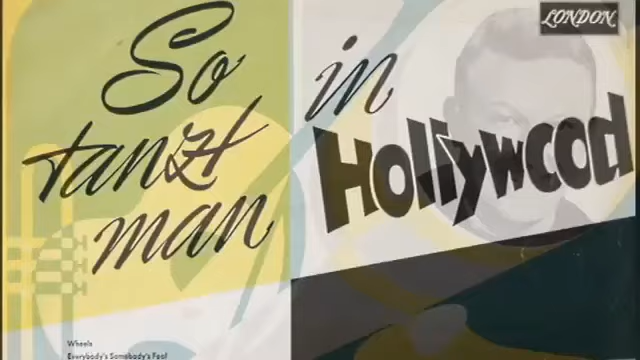 LONDON
So
tanzt
man
in
Hollywood
Wheels
Everybody's Somebody's Fool